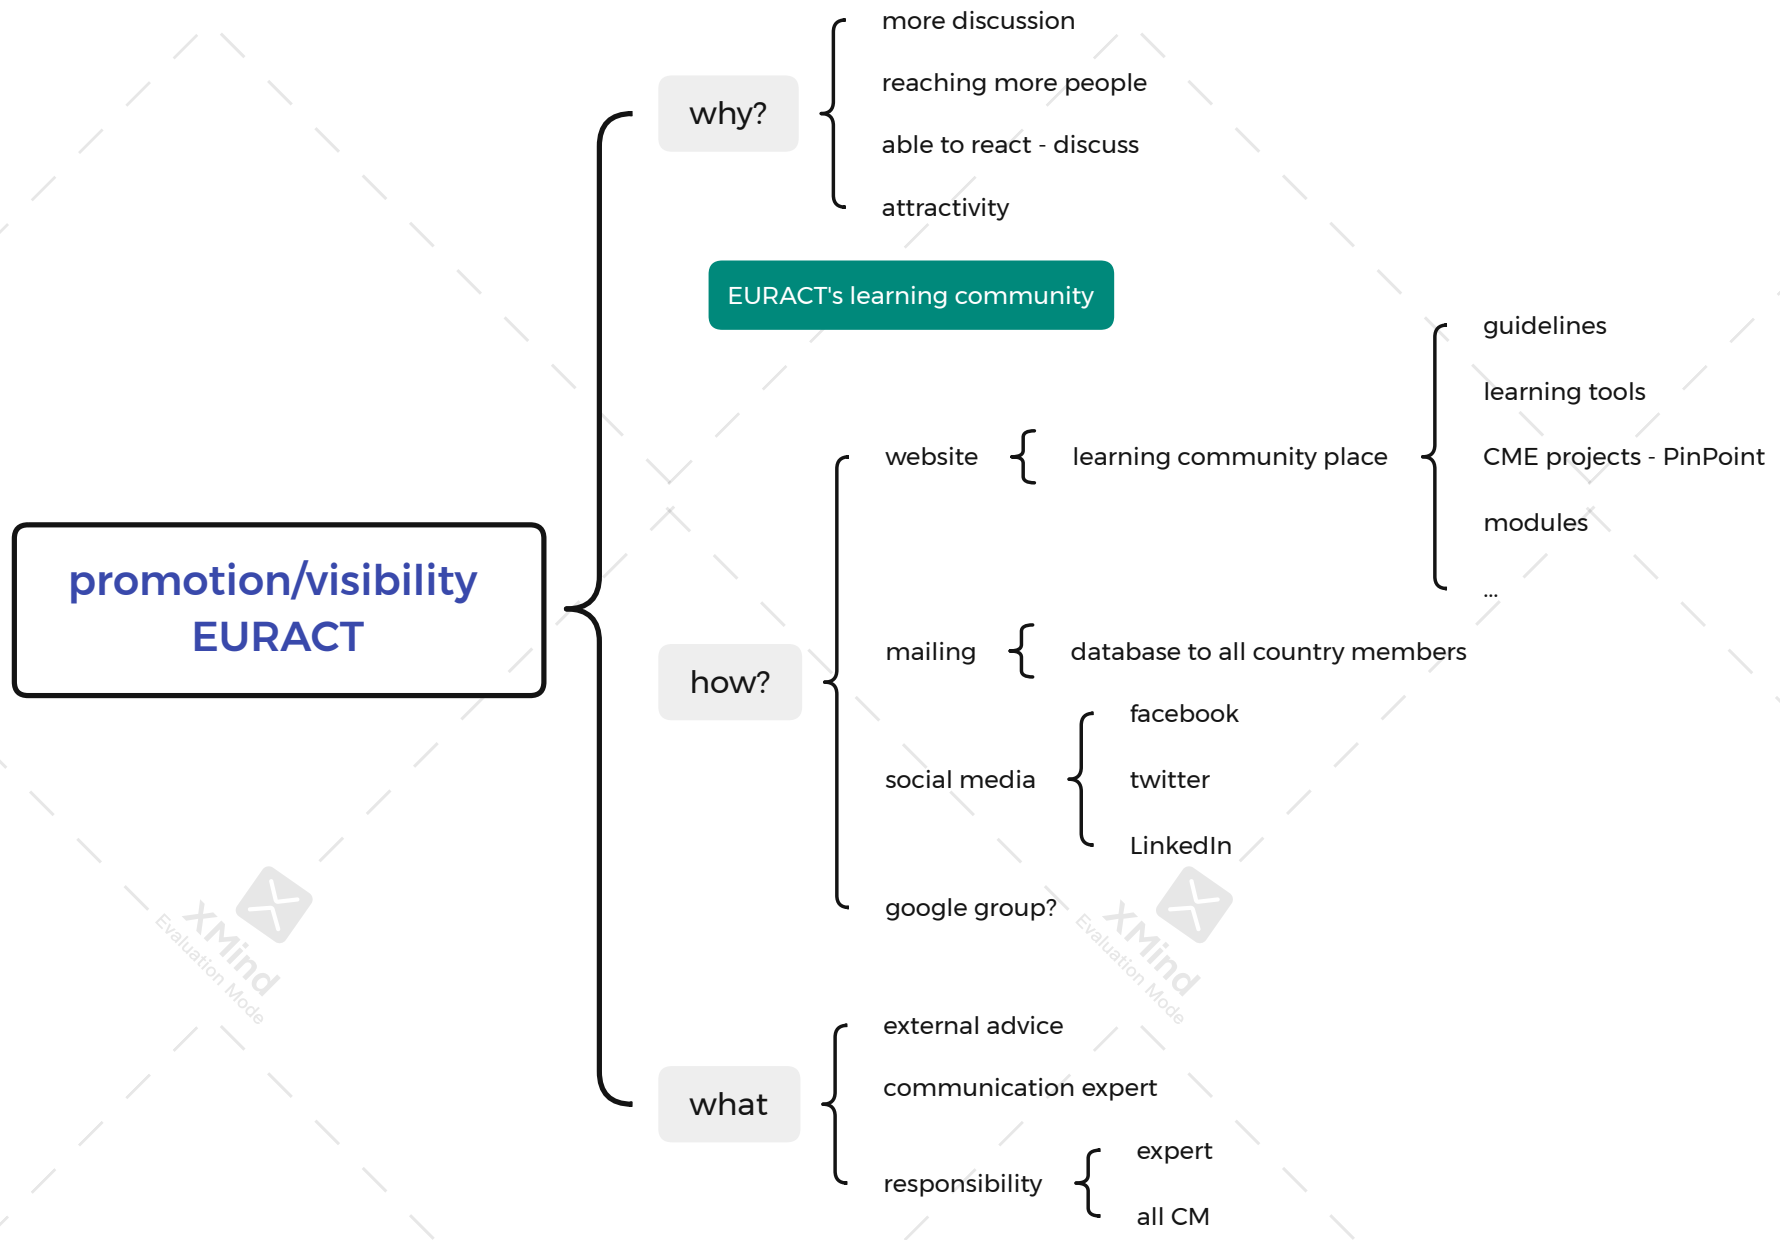 promotion/visibility
EURACT
why?
more discussion
reaching more people
able to react - discuss
attractivity
EURACT's learning community
how?
website
learning community place
guidelines
learning tools
CME projects - PinPoint
modules
...
mailing
database to all country members
social media
facebook
twitter
LinkedIn
google group?
what
external advice
communication expert
responsibility
expert
all CM
XMind
Evaluation Mode
XMind
Evaluation Mode